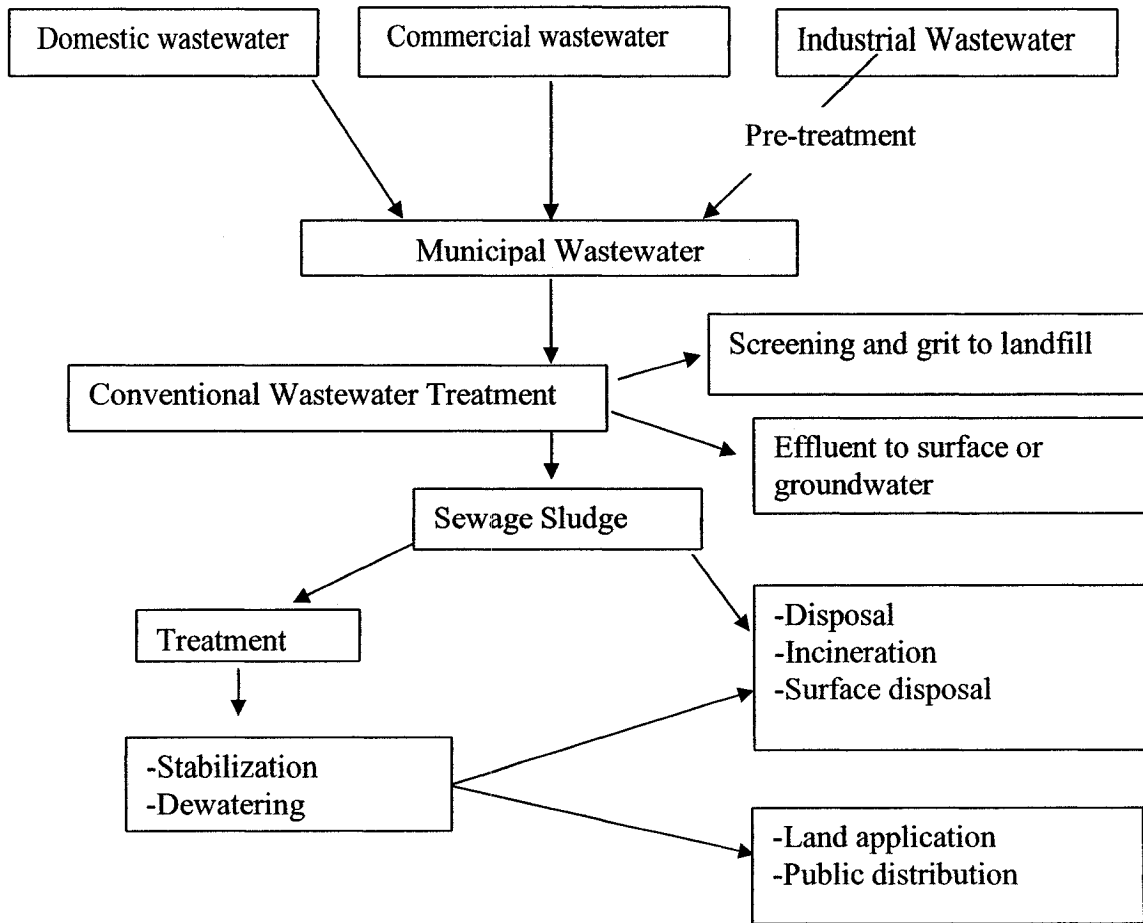 Domestic wastewater
Commercial wastewater
Industrial Wastewater
Pre-treatment
Municipal Wastewater
Screening and grit to landfill
Conventional Wastewater Treatment
Effluent to surface or
groundwater
Sewage Sludge
-Disposal
-Incineration
-Surface disposal
Treatment
-Stabilization
-Dewatering
-Land application
-Public distribution